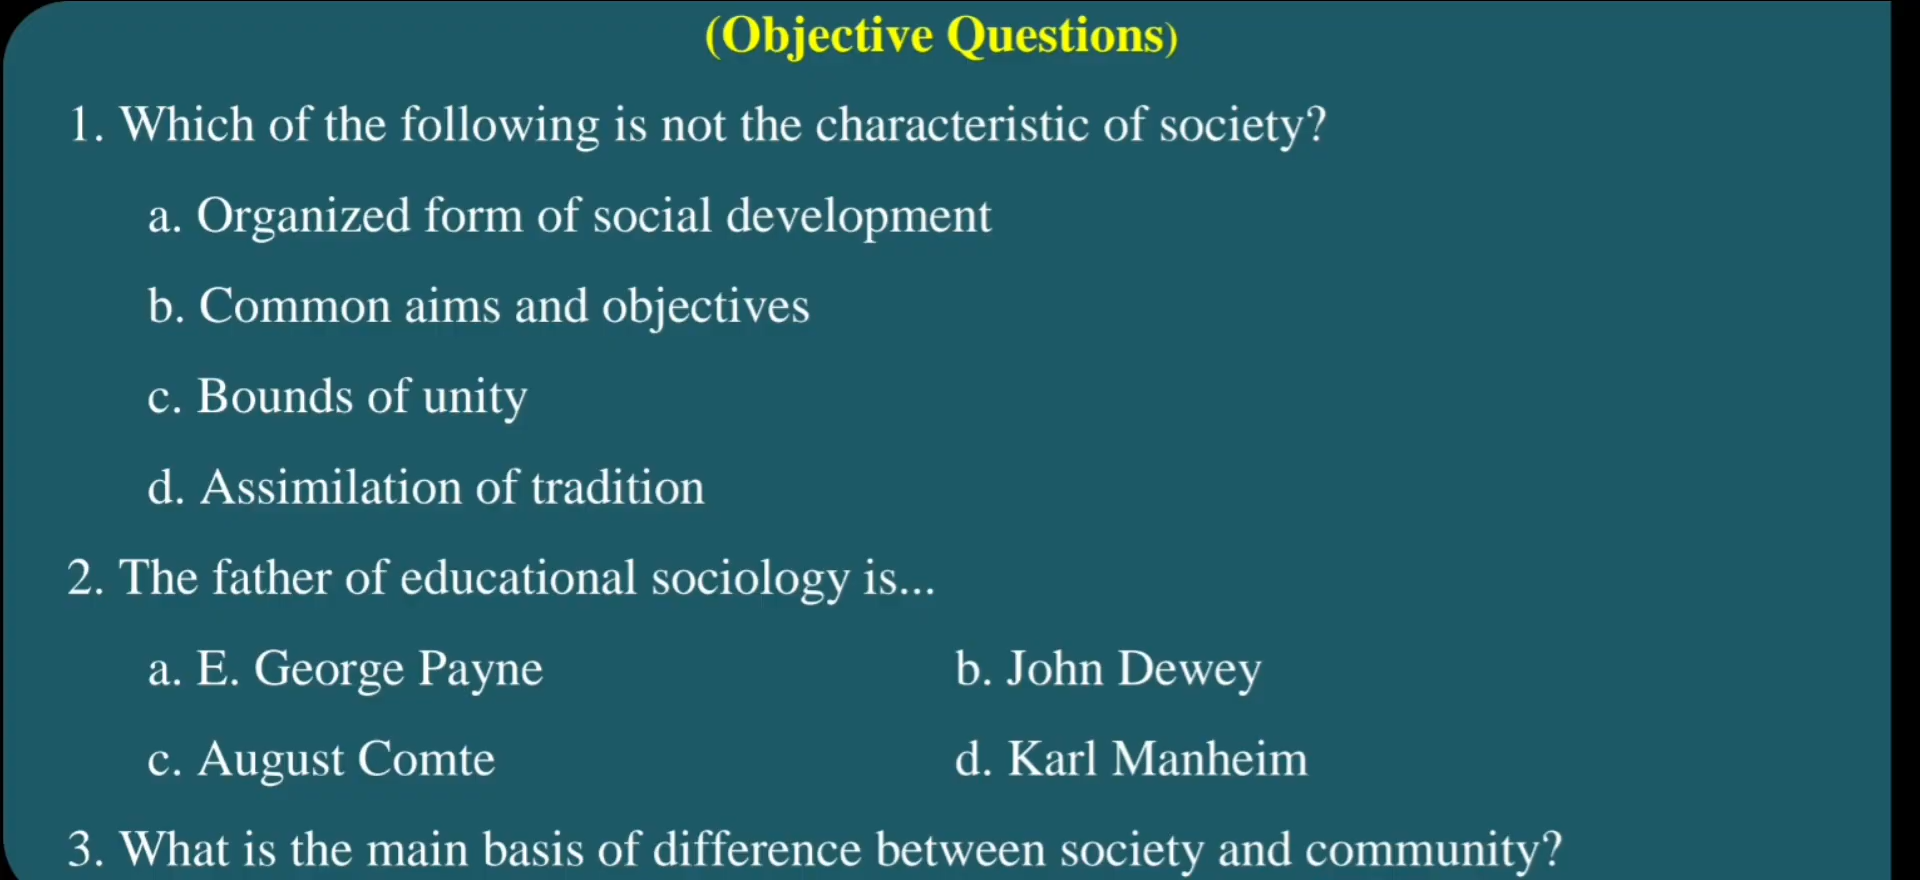 (Objective Questions)
1. Which of the following is not the characteristic of society?
a. Organized form of social development
b. Common aims and objectives
c. Bounds of unity
d. Assimilation of tradition
2. The father of educational sociology is...
a. E. George Payne b. John Dewey
c. August Comte d. Karl Manheim
3. What is the main basis of difference between society and community?